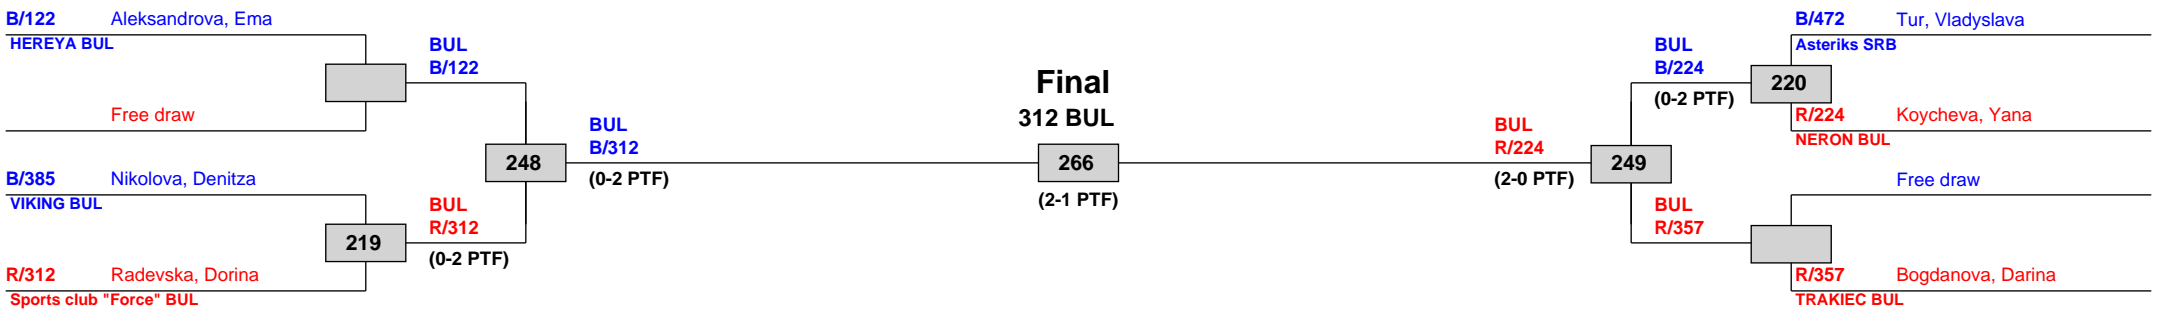 B/122 Aleksandrova, Ema
HEREYA BUL
Free draw
B/385 Nikolova, Denitza
VIKING BUL
R/312 Radevska, Dorina
Sports club "Force" BUL
BUL
B/122
219
BUL
R/312
(0-2 PTF)
248
BUL
B/312
(0-2 PTF)
Final
312 BUL
266
(2-1 PTF)
BUL
R/224
(2-0 PTF)
249
BUL
B/224
(0-2 PTF)
BUL
R/357
220
B/472 Tur, Vladyslava
Asteriks SRB
R/224 Koycheva, Yana
NERON BUL
Free draw
R/357 Bogdanova, Darina
TRAKIEC BUL